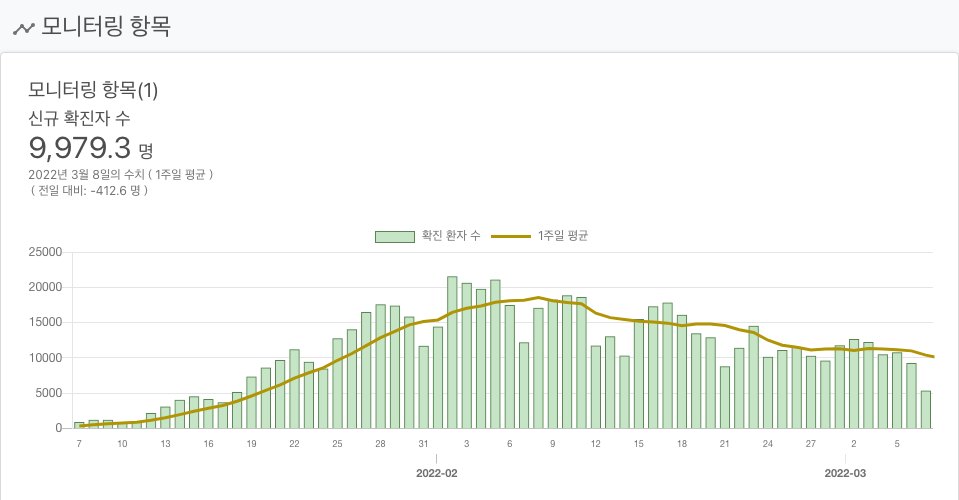 모니터링 항목
모니터링 항목(1)
신규 확진자 수
9,979.3 명
2022년 3월 8일의 수치 ( 1주일 평균 )
( 전일 대비: -412.6 명 )
확진 환자 수 1주일 평균
25000
20000
15000
10000
5000
0
7 10 13 16 19 22 25 28 31 3 6 9 12 15 18 21 24 27 2 5
2022-02 2022-03